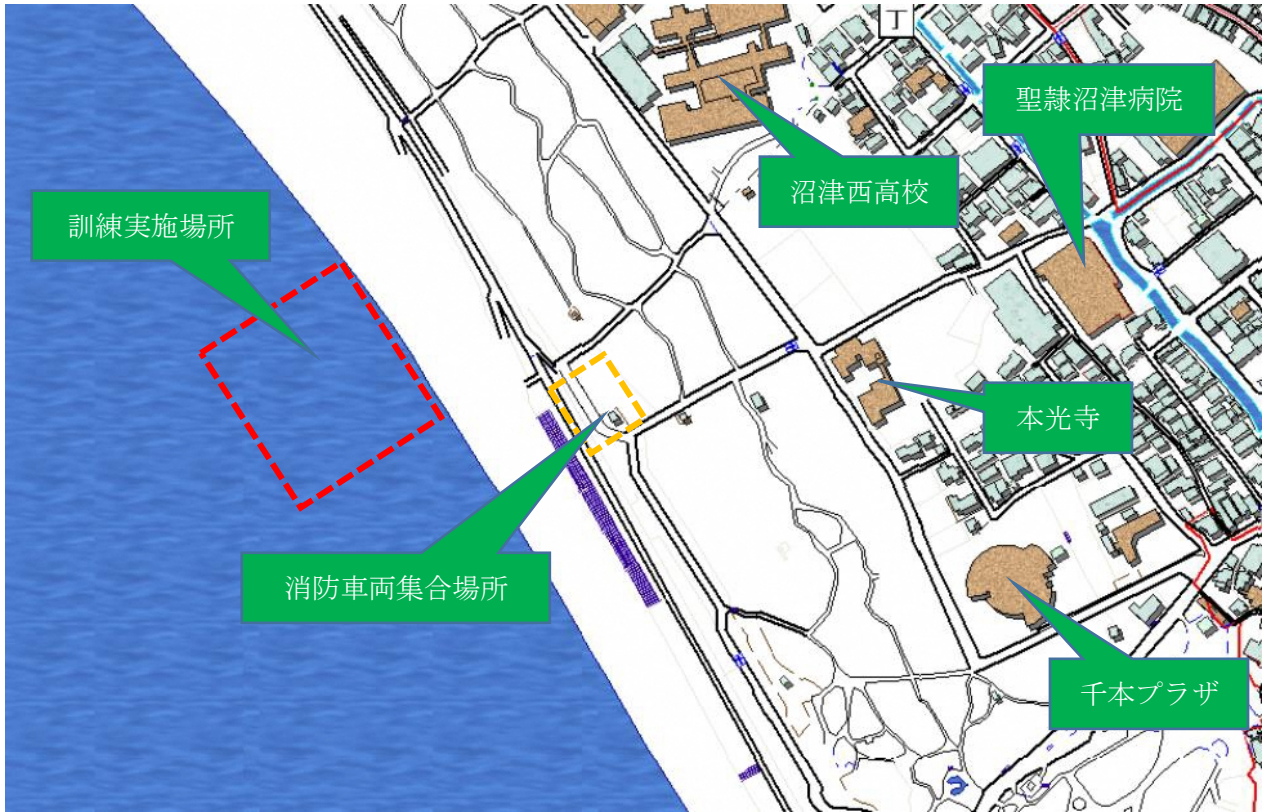 丁
聖隷沼津病院
沼津西高校
訓練実施場所
本光寺
消防車両集合場所
千本プラザ